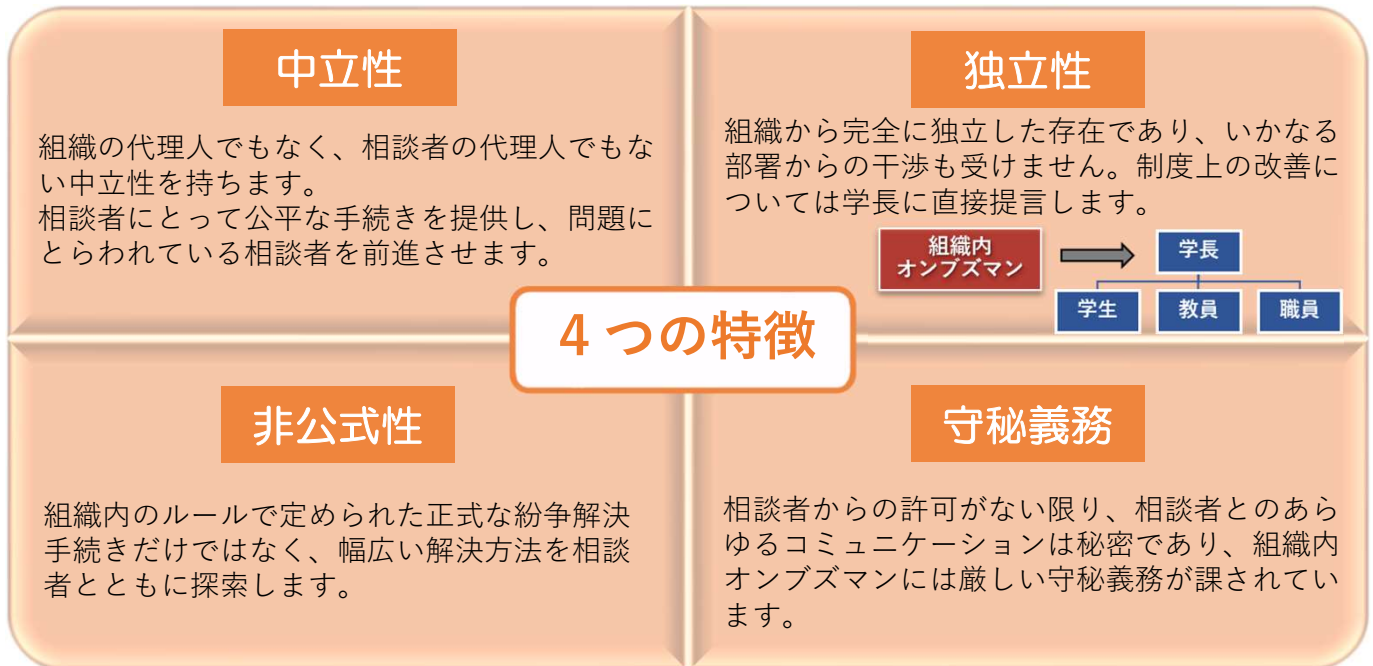 中立性
組織の代理人でもなく、相談者の代理人でもな
い中立性を持ちます。
相談者にとって公平な手続きを提供し、問題に
とらわれている相談者を前進させます。
独立性
組織から完全に独立した存在であり、いかなる
部署からの干渉も受けません。制度上の改善に
ついては学長に直接提言します。
組織内
オンブズマン
学長
学生
教員
職員
4つの特徴
非公式性
組織内のルールで定められた正式な紛争解決
手続きだけではなく、幅広い解決方法を相談
者とともに探索します。
守秘義務
相談者からの許可がない限り、相談者とのあら
ゆるコミュニケーションは秘密であり、組織内
オンブズマンには厳しい守秘義務が課されてい
ます。